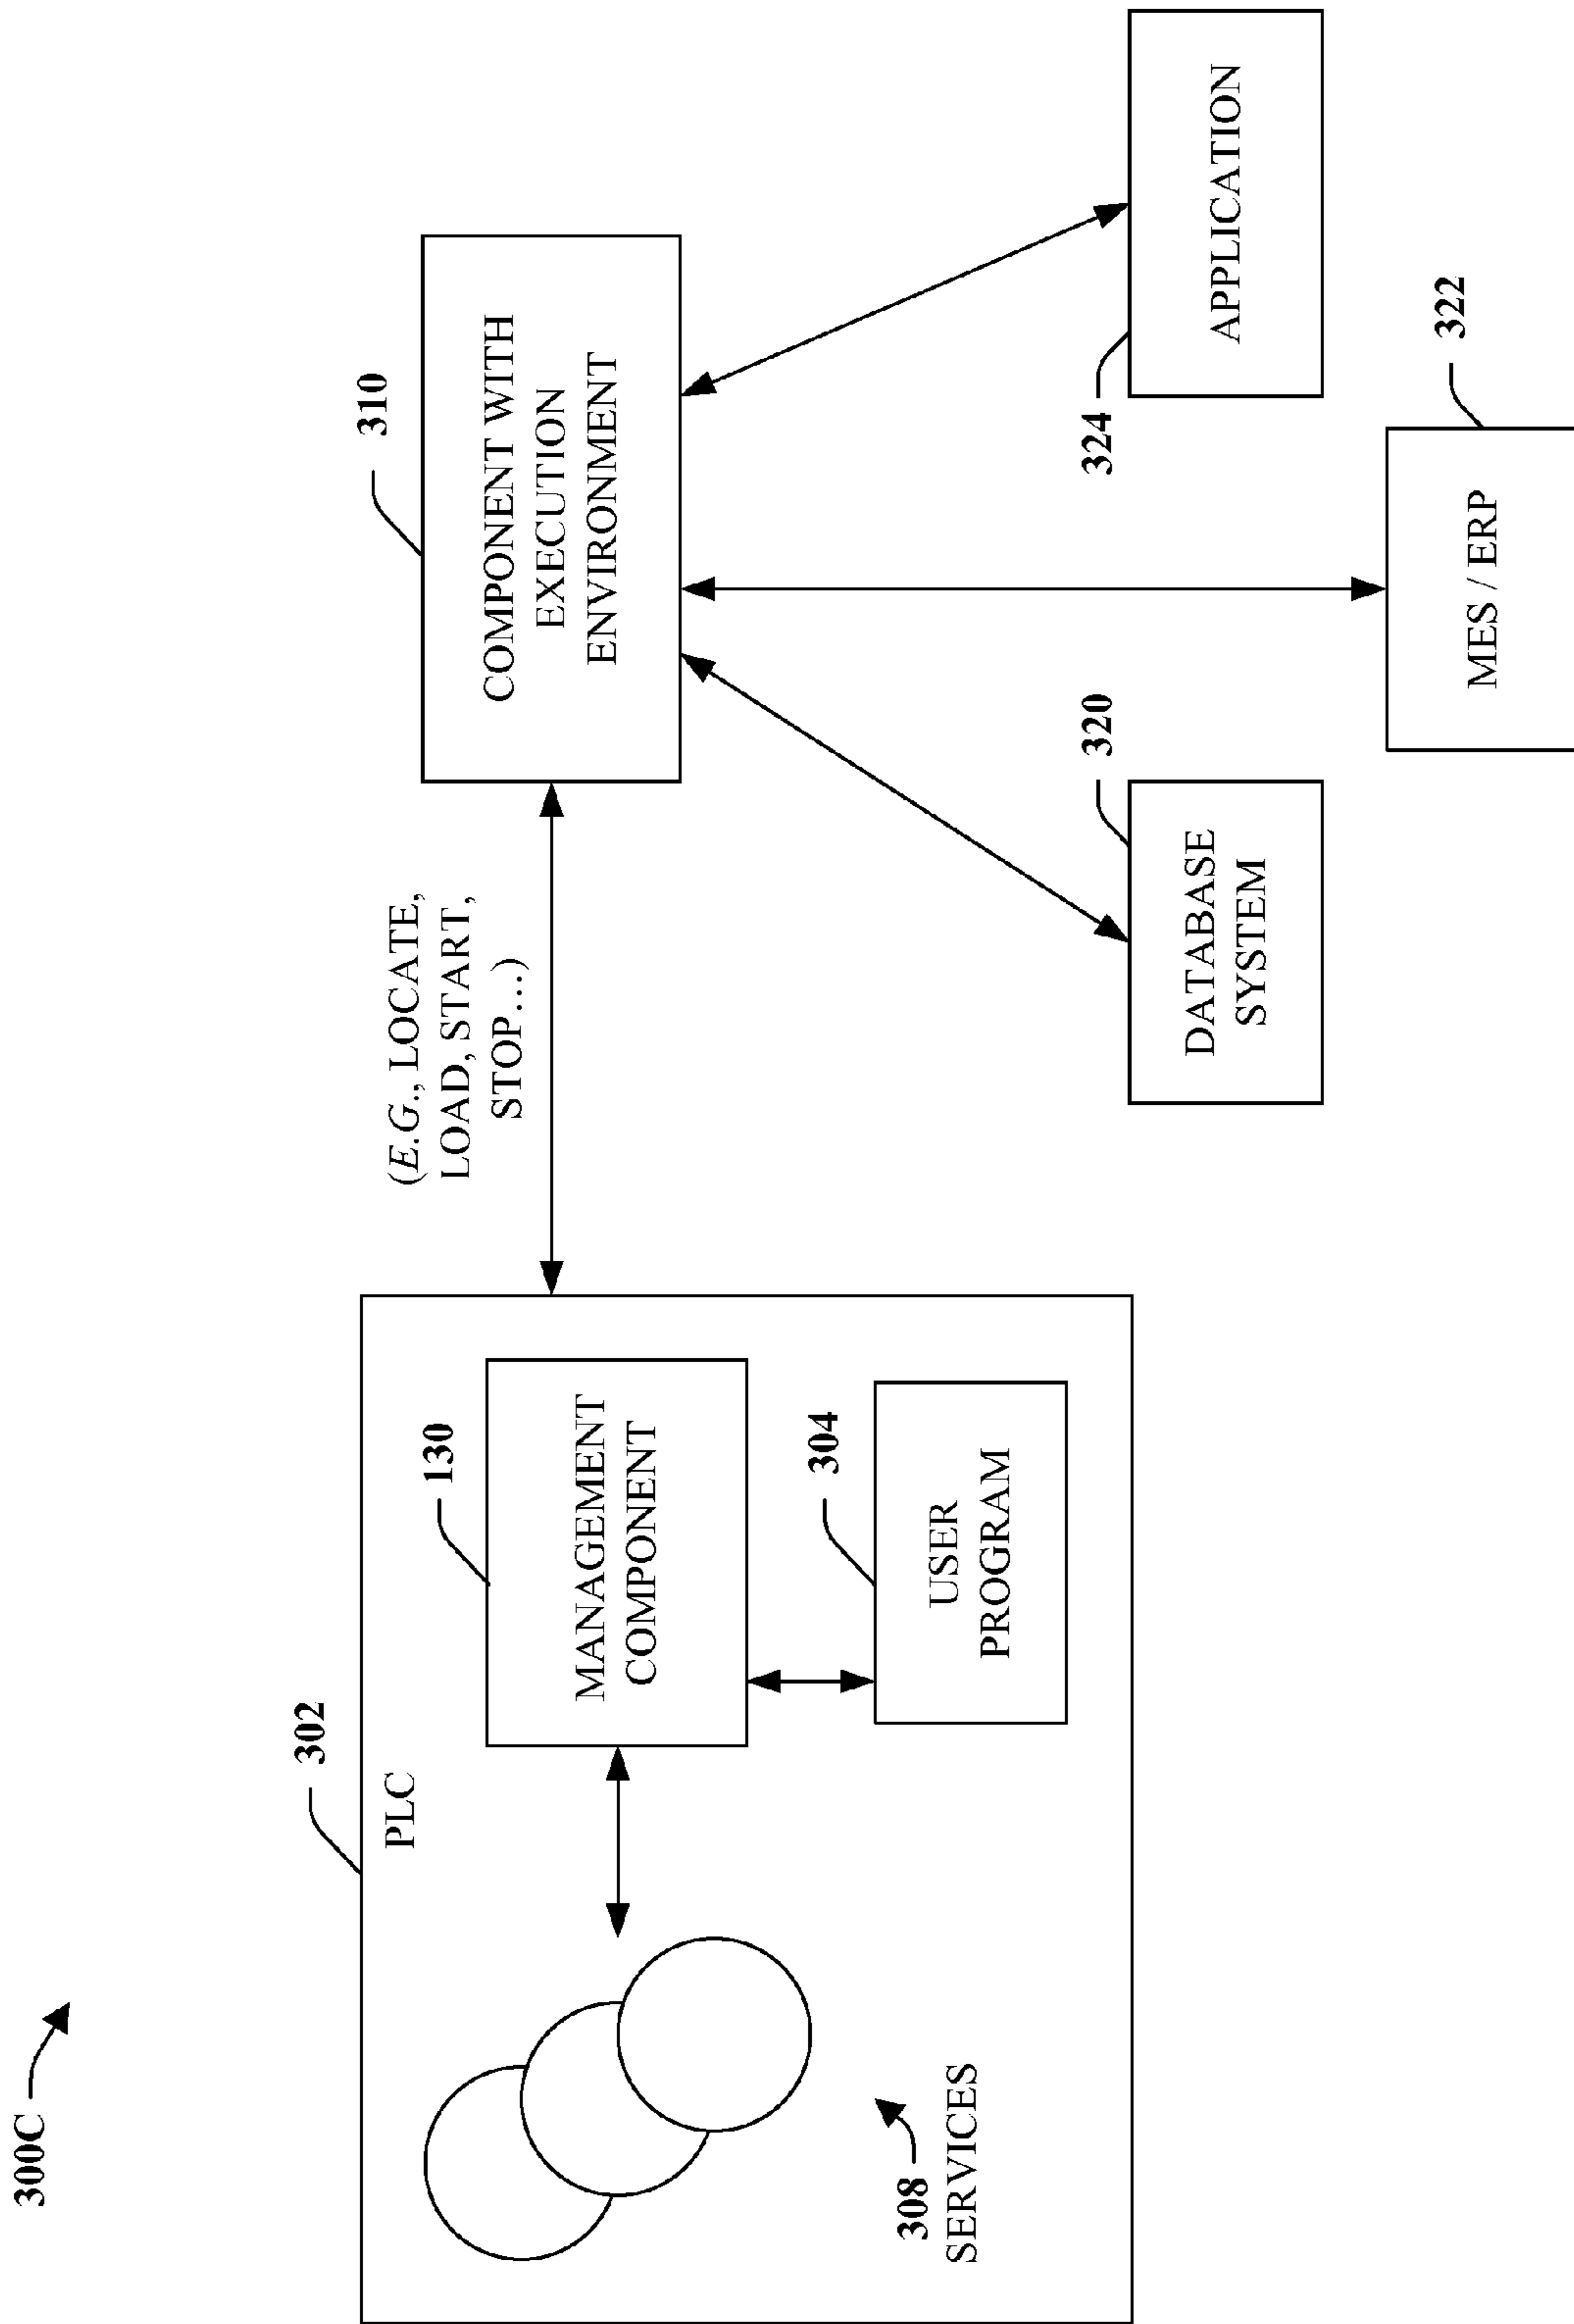 300C
302
PLC
130
MANAGEMENT
COMPONENT
304
USER
PROGRAM
308
SERVICES
(E.G., LOCATE,
LOAD, START,
STOP....)
310
COMPONENT WITH
EXECUTION
ENVIRONMENT
320
DATABASE
SYSTEM
324
APPLICATION
322
MES / ERP